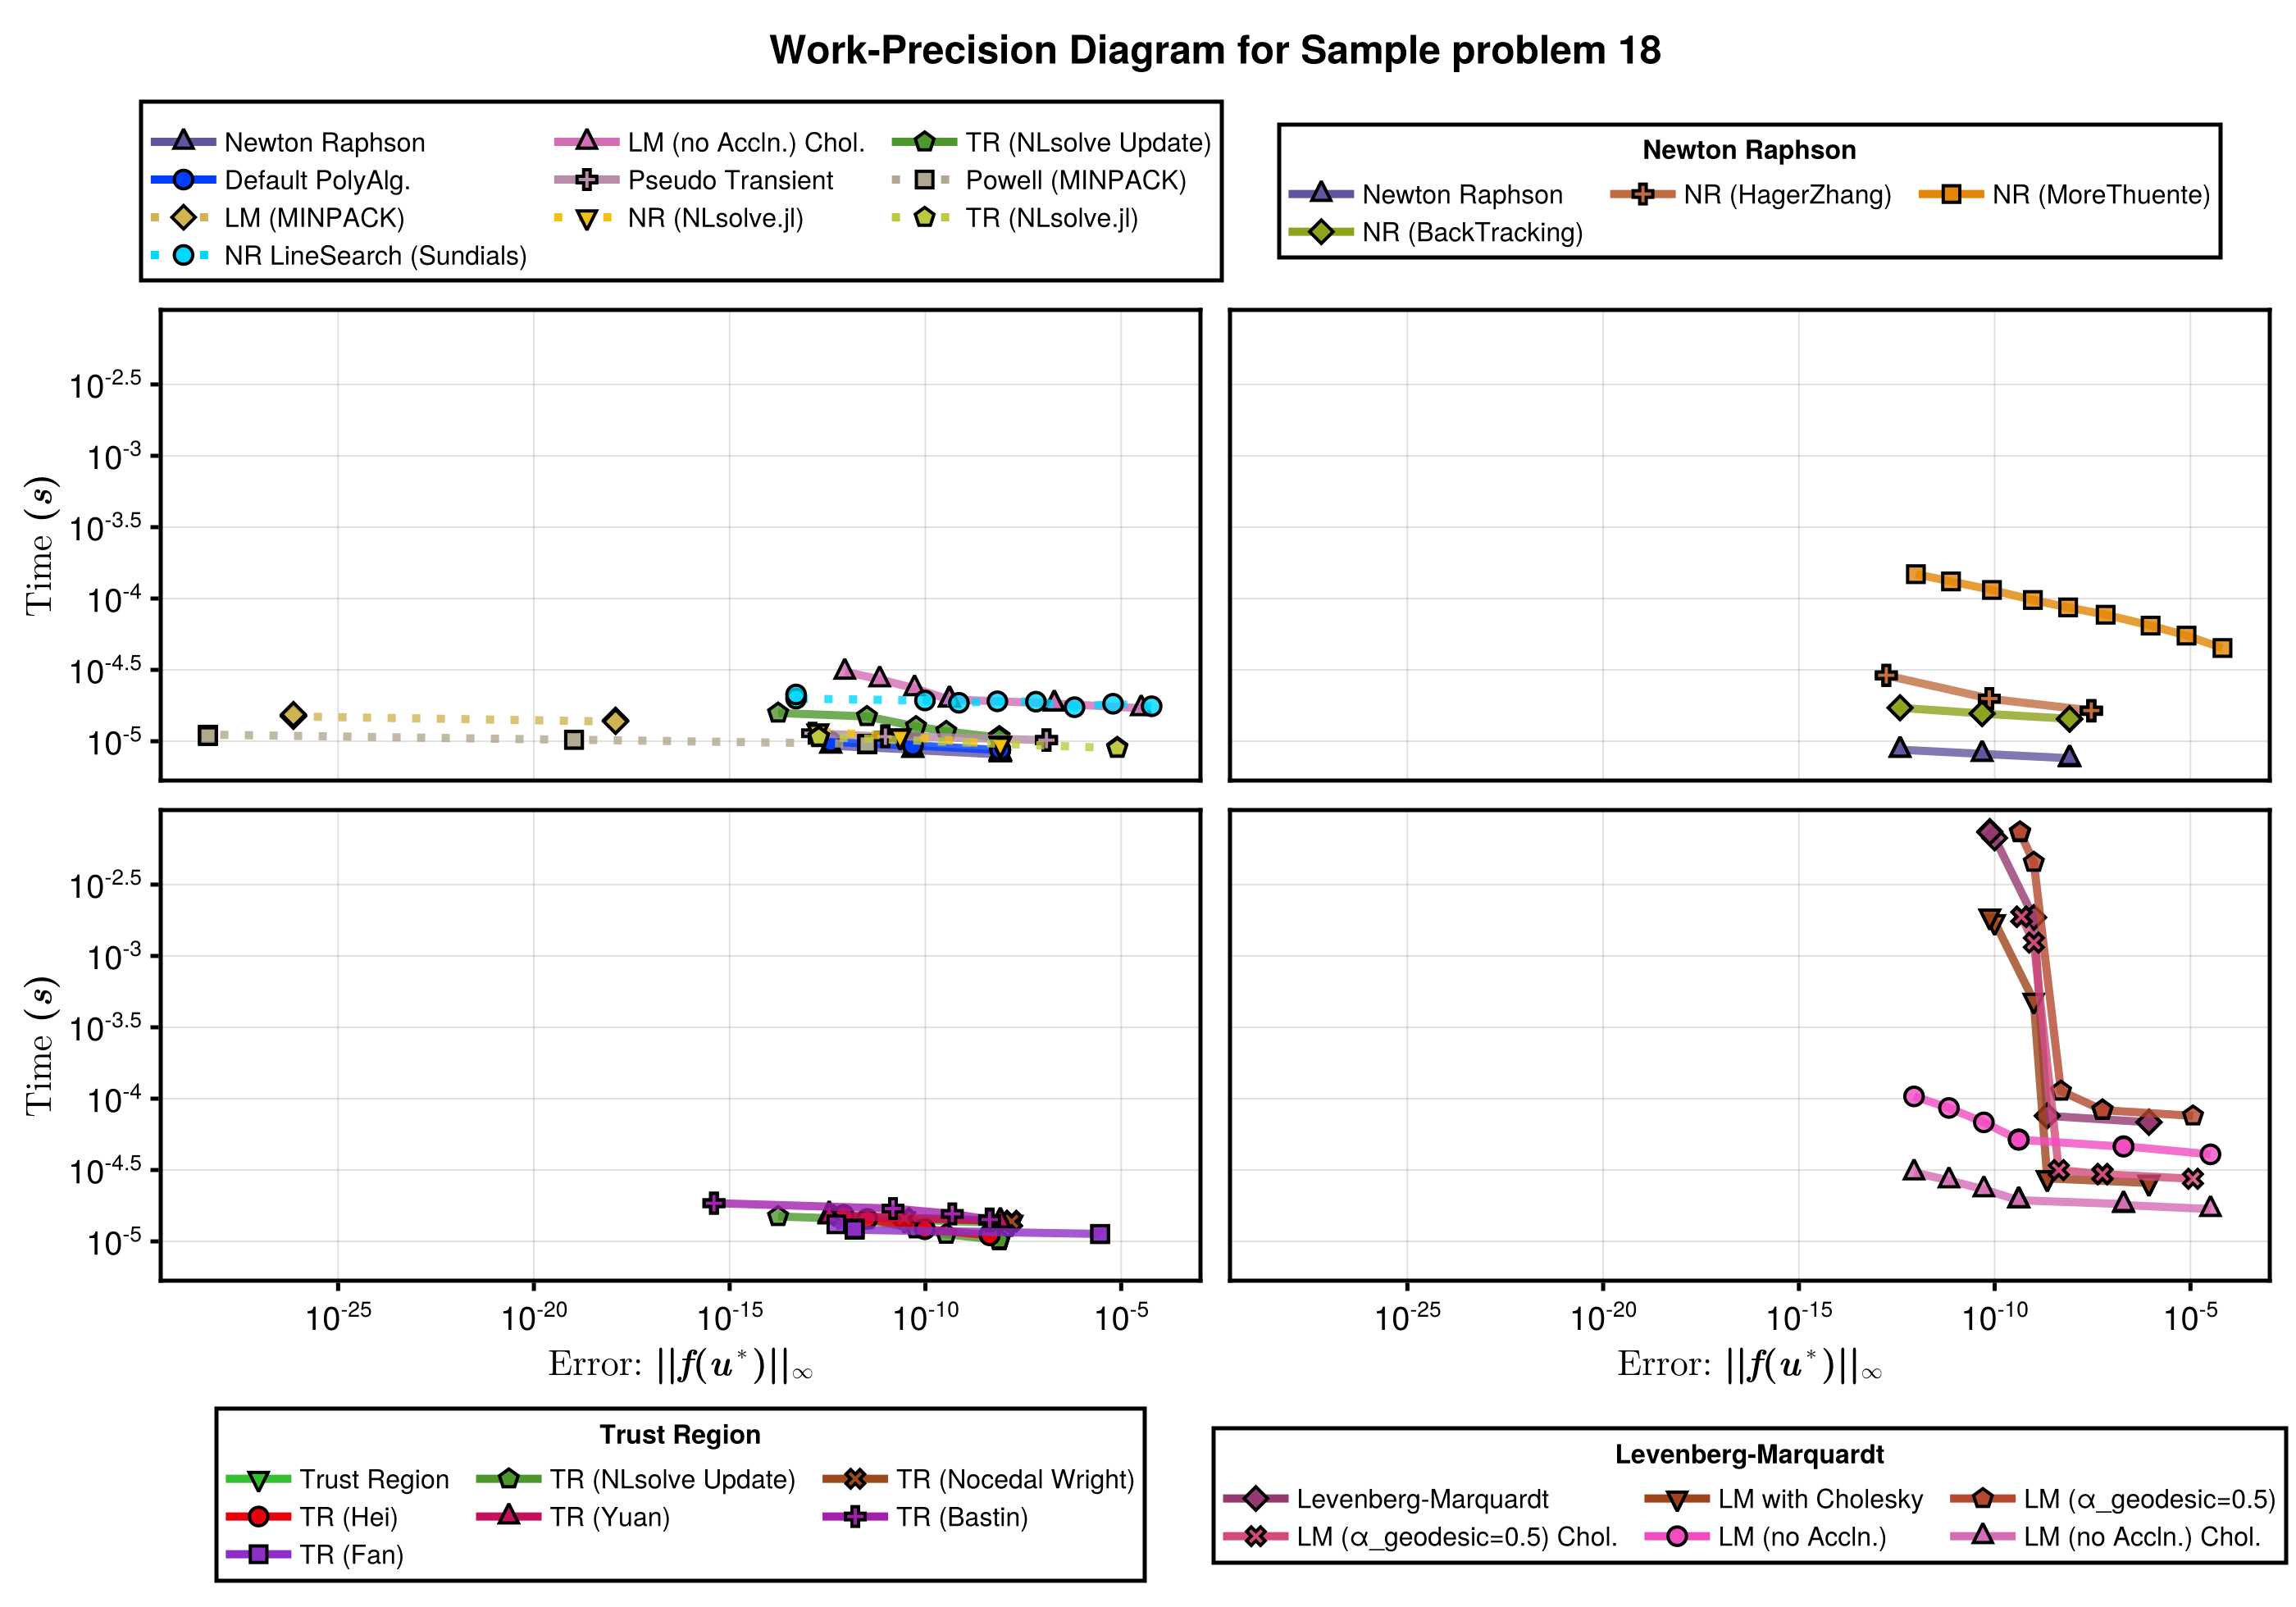 Work-Precision Diagram for Sample problem 18
Newton Raphson LM (no Accln.) Chol. TR (NLsolve Update)
Default PolyAlg. Pseudo Transient Powell (MINPACK)
LM (MINPACK) NR (NLsolve.jl) TR (NLsolve.jl)
NR LineSearch (Sundials)
Newton Raphson
Newton Raphson NR (HagerZhang) NR (MoreThuente)
NR (BackTracking)
Time (s)
10^-2.5
10^-3
10^-3.5
10^-4
10^-4.5
10^-5
Time (s)
10^-2.5
10^-3
10^-3.5
10^-4
10^-4.5
10^-5
10^-25 10^-20 10^-15 10^-10 10^-5
Error: ||f(u*)||∞
10^-25 10^-20 10^-15 10^-10 10^-5
Error: ||f(u*)||∞
Trust Region
Trust Region TR (NLsolve Update) TR (Nocedal Wright)
TR (Hei) TR (Yuan) TR (Bastin)
TR (Fan)
Levenberg-Marquardt
Levenberg-Marquardt LM with Cholesky LM (α_geodesic=0.5)
LM (α_geodesic=0.5) Chol. LM (no Accln.) LM (no Accln.) Chol.